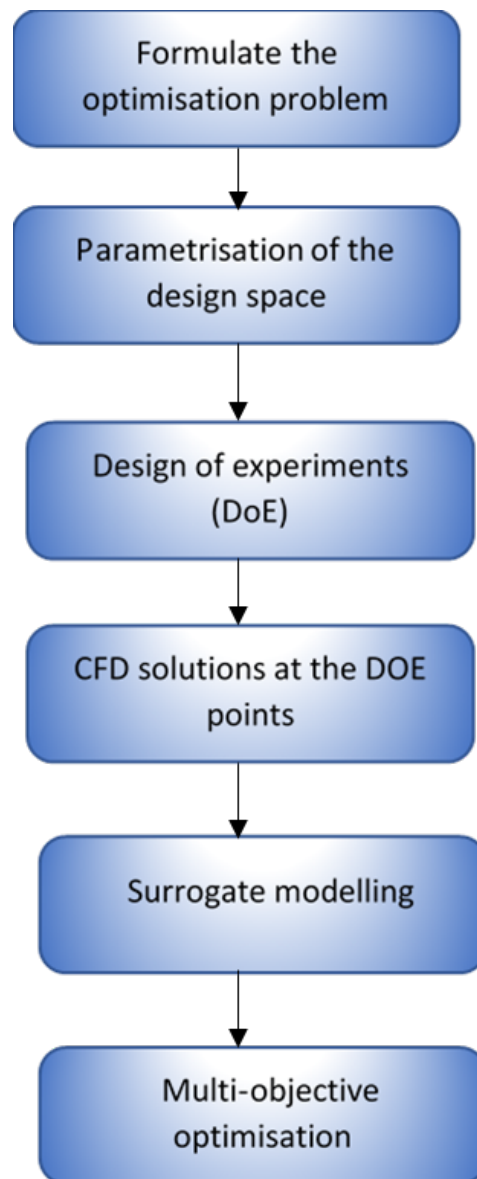 Formulate the
optimisation problem
Parametrisation of the
design space
Design of experiments
(DoE)
CFD solutions at the DOE
points
Surrogate modelling
Multi-objective
optimisation